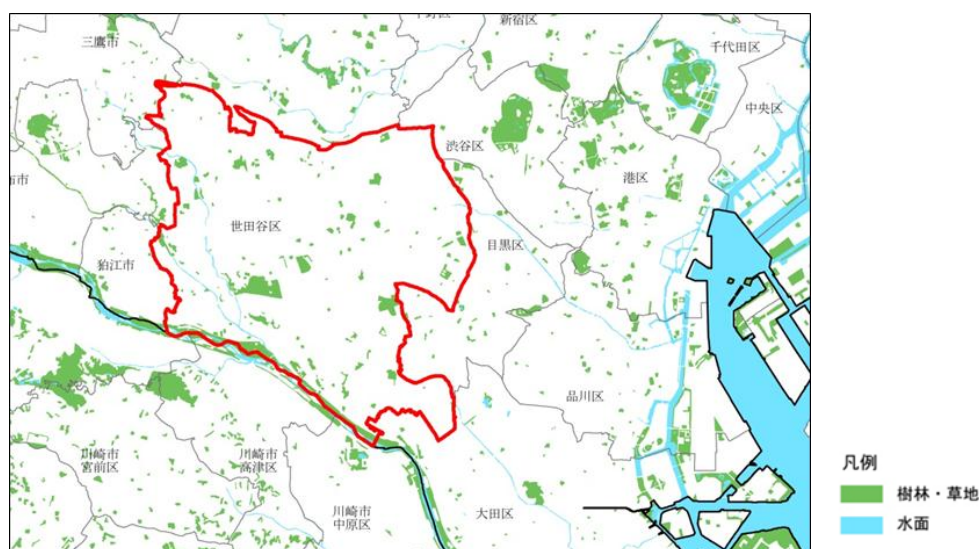 新宿区
三鷹市
千代田区
中央区
渋谷区
港区
布市
世田谷区
目黒区
狛江市
品川区
川崎市
宮前区
川崎市
高津区
川崎市
中原区
大田区
凡例
樹林・草地
水面